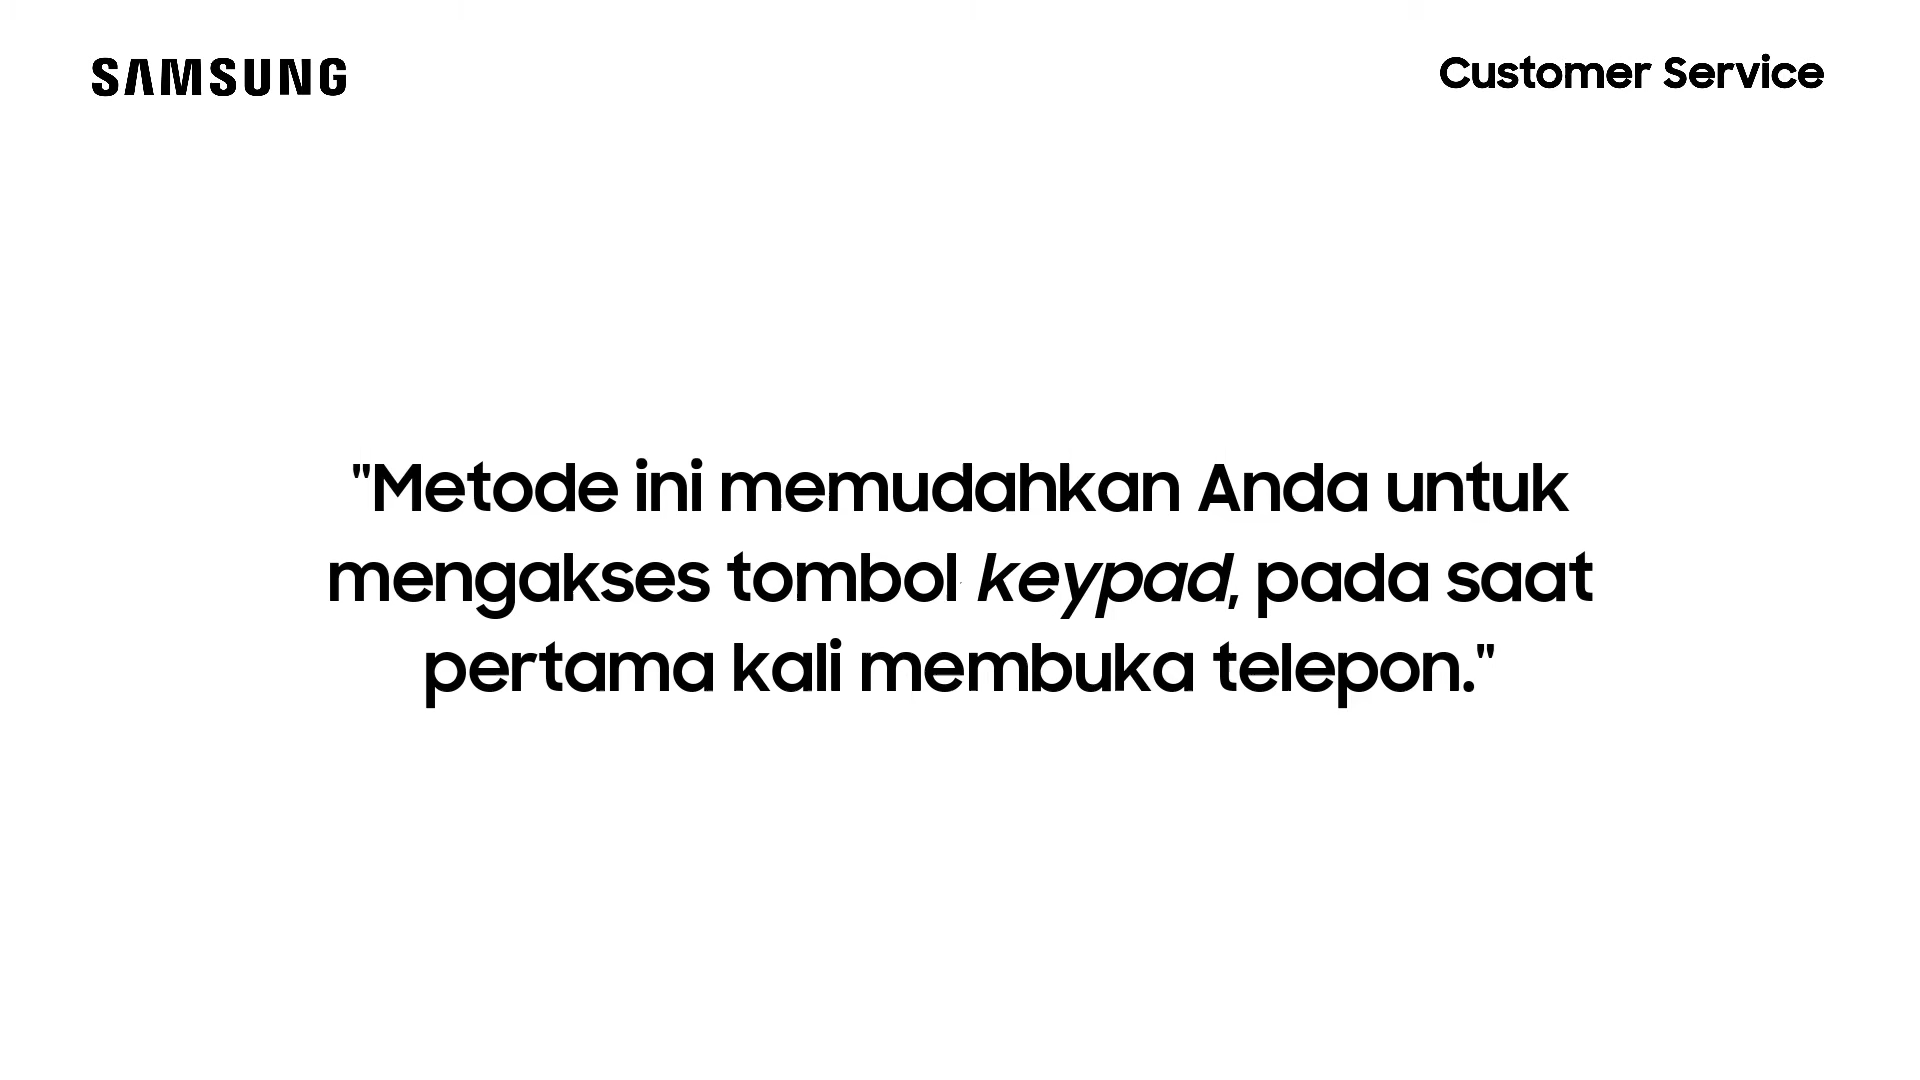 SAMSUNG
Customer Service
"Metode ini memudahkan Anda untuk
mengakses tombol keypad, pada saat
pertama kali membuka telepon."